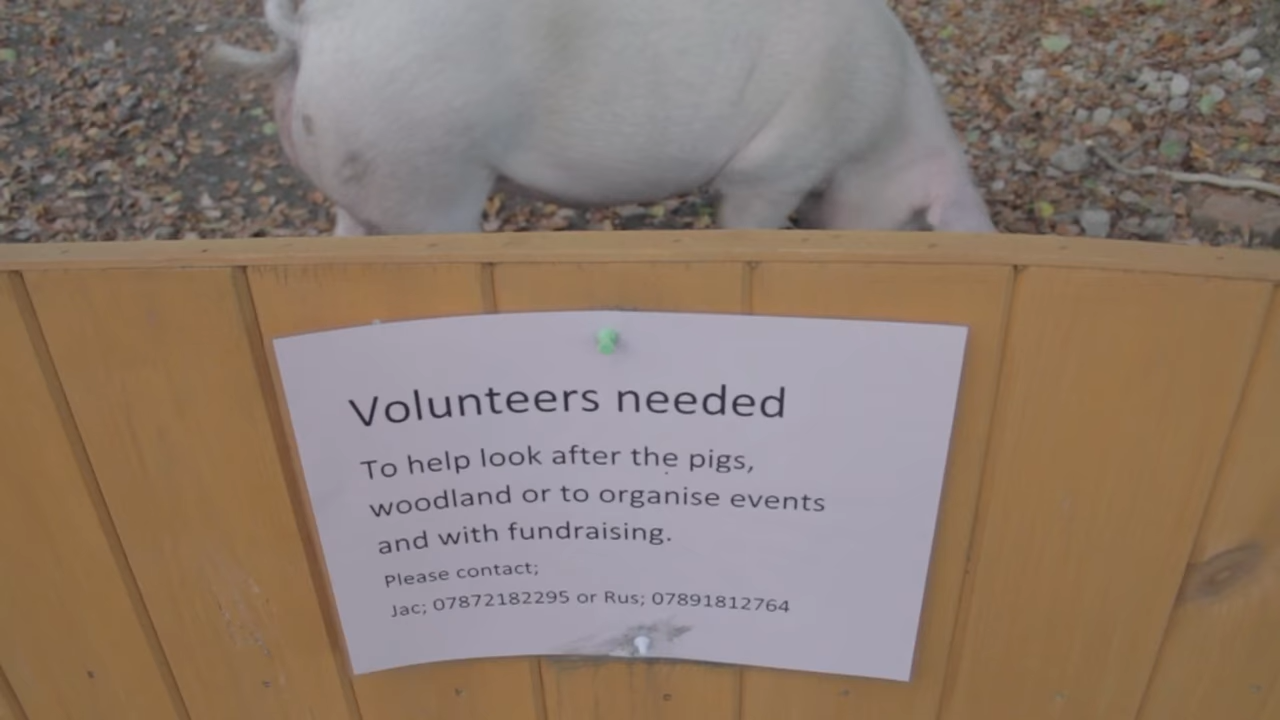 Volunteers needed
To help look after the pigs,
woodland or to organise events
and with fundraising.
Please contact;
Jac; 07872182295 or Rus; 07891812764